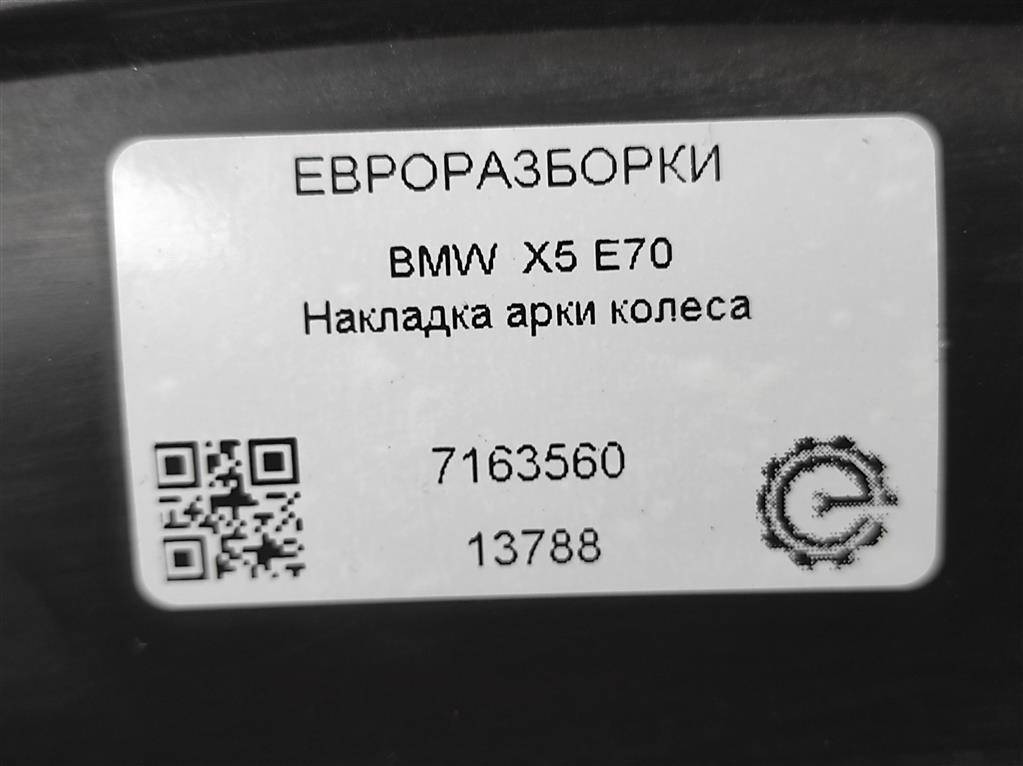 ЕВРОРАЗБОРКИ
BMW X5 E70
Накладка арки колеса
7163560
13788